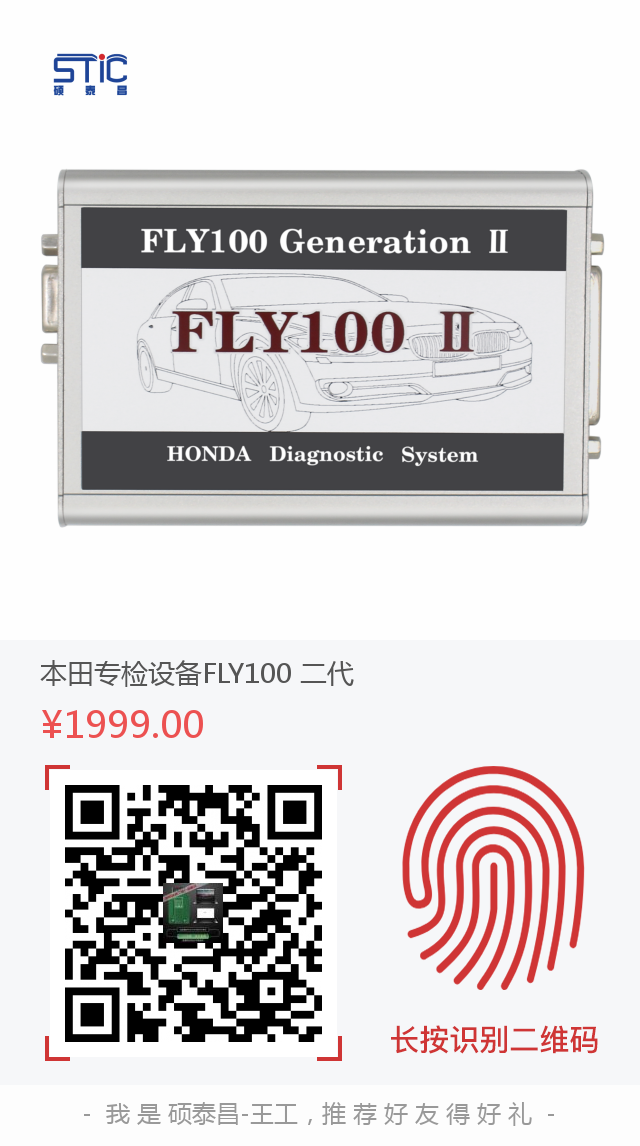 STiC
硕泰昌
FLY100 Generation Ⅱ
FLY100 Ⅱ
HONDA Diagnostic System
本田专检设备FLY100 二代
¥1999.00
长按识别二维码
- 我是硕泰昌-王工，推荐好友得好礼 -